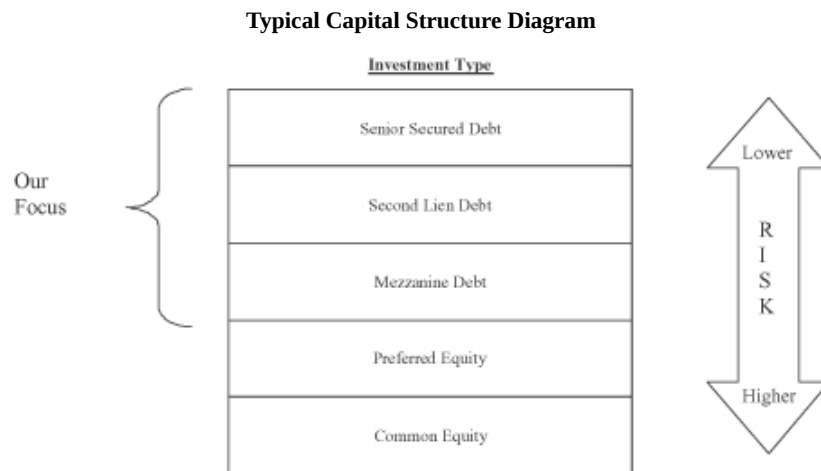 Typical Capital Structure Diagram
Investment Type
Senior Secured Debt
Our
Focus
Second Lien Debt
Mezzanine Debt
Preferred Equity
Common Equity
Lower
R
I
S
K
Higher